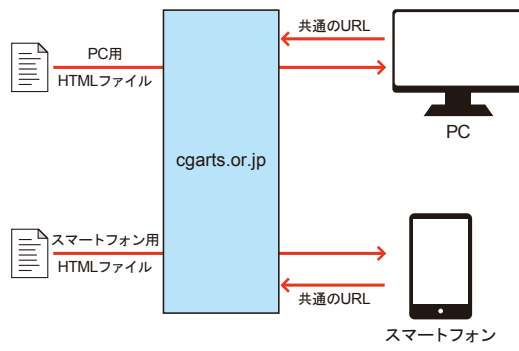 共通のURL
PC用
HTMLファイル
PC
cgarts.or.jp
スマートフォン用
HTMLファイル
共通のURL
スマートフォン